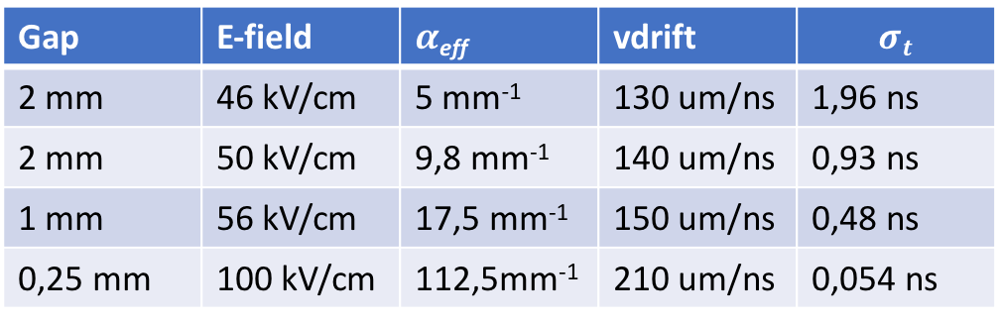 Gap E-field α_eff vdrift σ_t
2 mm 46 kV/cm 5 mm⁻¹ 130 um/ns 1,96 ns
2 mm 50 kV/cm 9,8 mm⁻¹ 140 um/ns 0,93 ns
1 mm 56 kV/cm 17,5 mm⁻¹ 150 um/ns 0,48 ns
0,25 mm 100 kV/cm 112,5mm⁻¹ 210 um/ns 0,054 ns